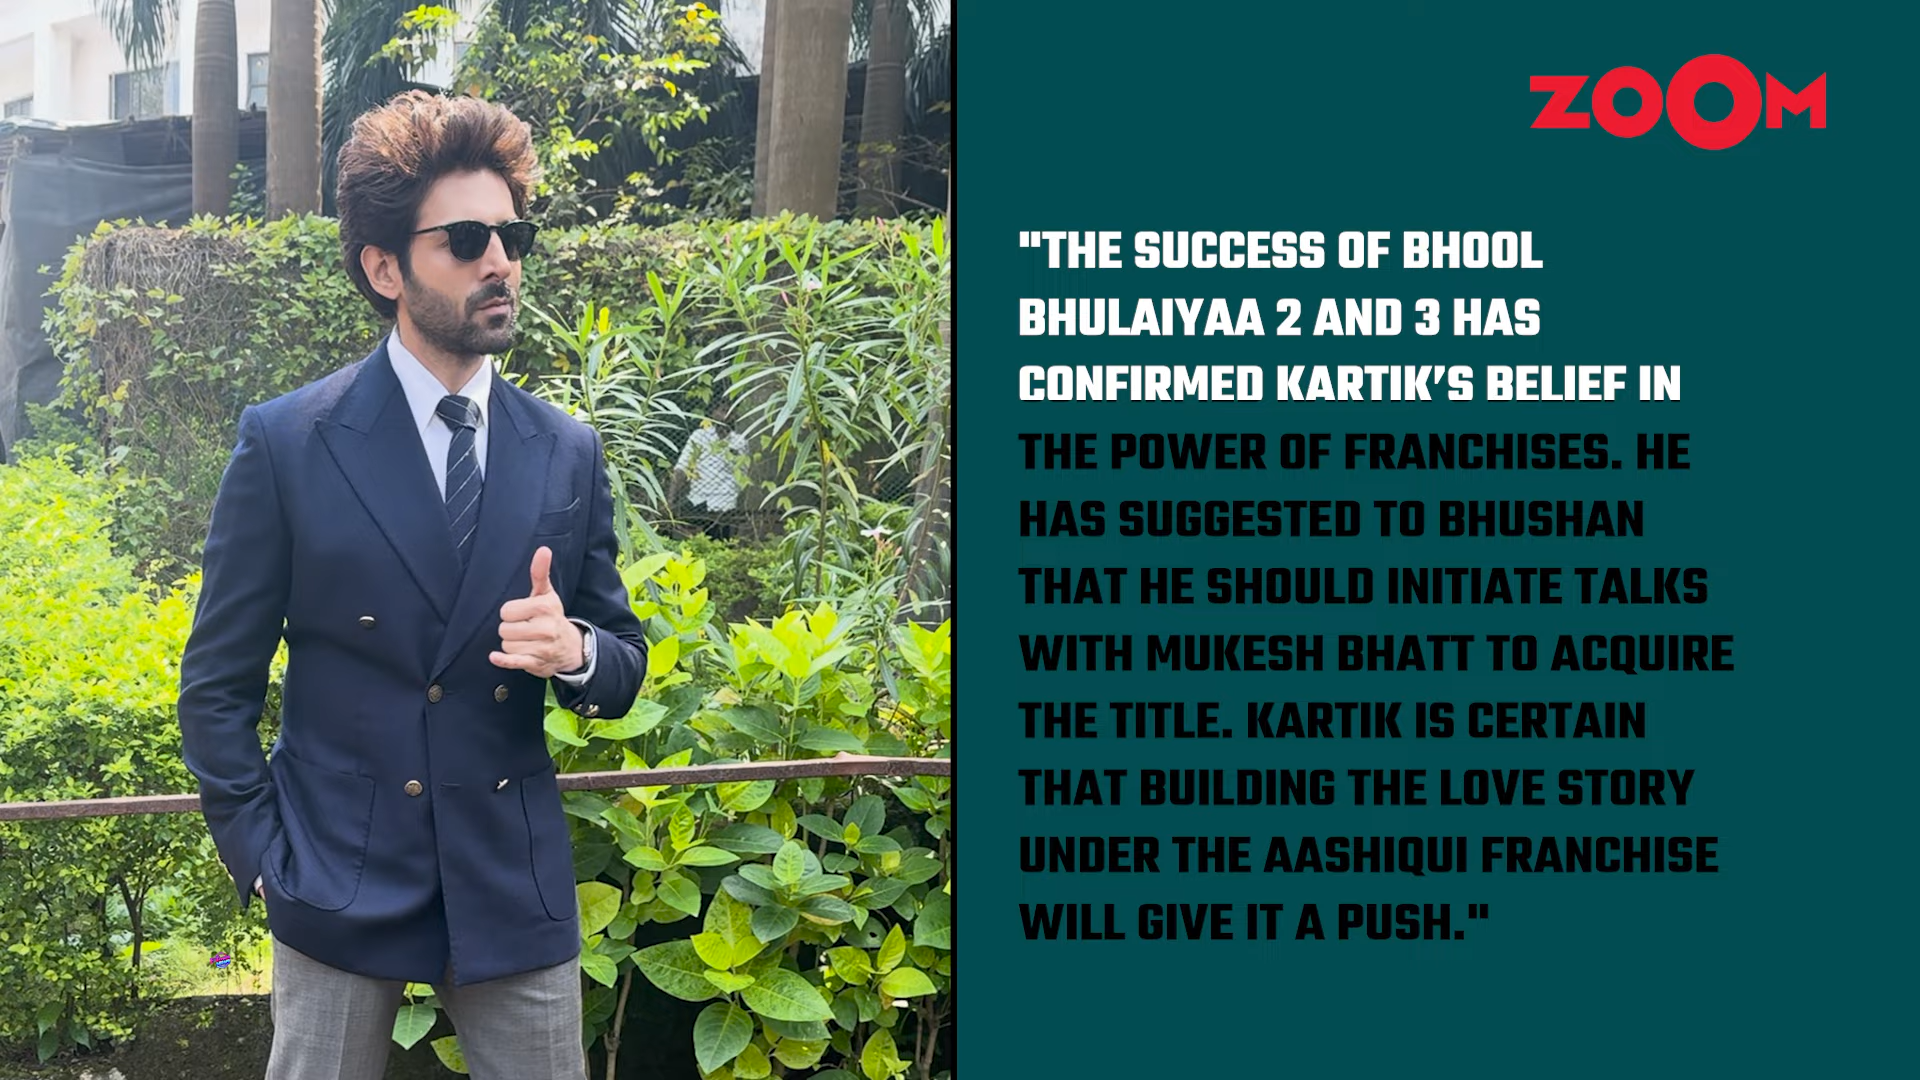 ZOOM
"THE SUCCESS OF BHOOL
BHULAIYAA 2 AND 3 HAS
CONFIRMED KARTIK’S BELIEF IN
THE POWER OF FRANCHISES. HE
HAS SUGGESTED TO BHUSHAN
THAT HE SHOULD INITIATE TALKS
WITH MUKESH BHATT TO ACQUIRE
THE TITLE. KARTIK IS CERTAIN
THAT BUILDING THE LOVE STORY
UNDER THE AASHIQUI FRANCHISE
WILL GIVE IT A PUSH."